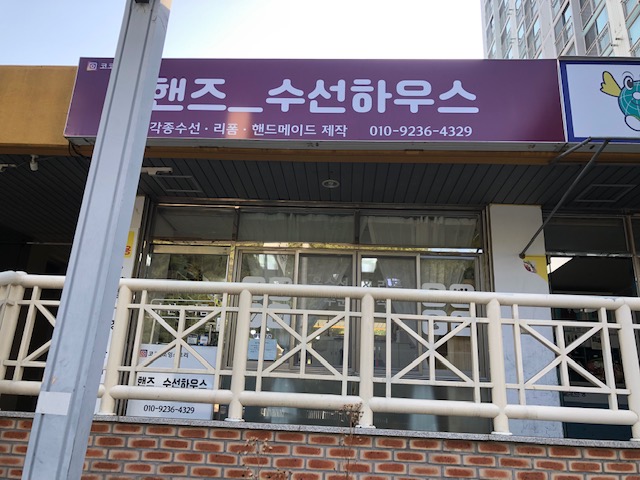 핸즈_수선하우스
각종수선 · 리폼 · 핸드메이드 제작 010-9236-4329
핸즈_수선하우스
010-9236-4329